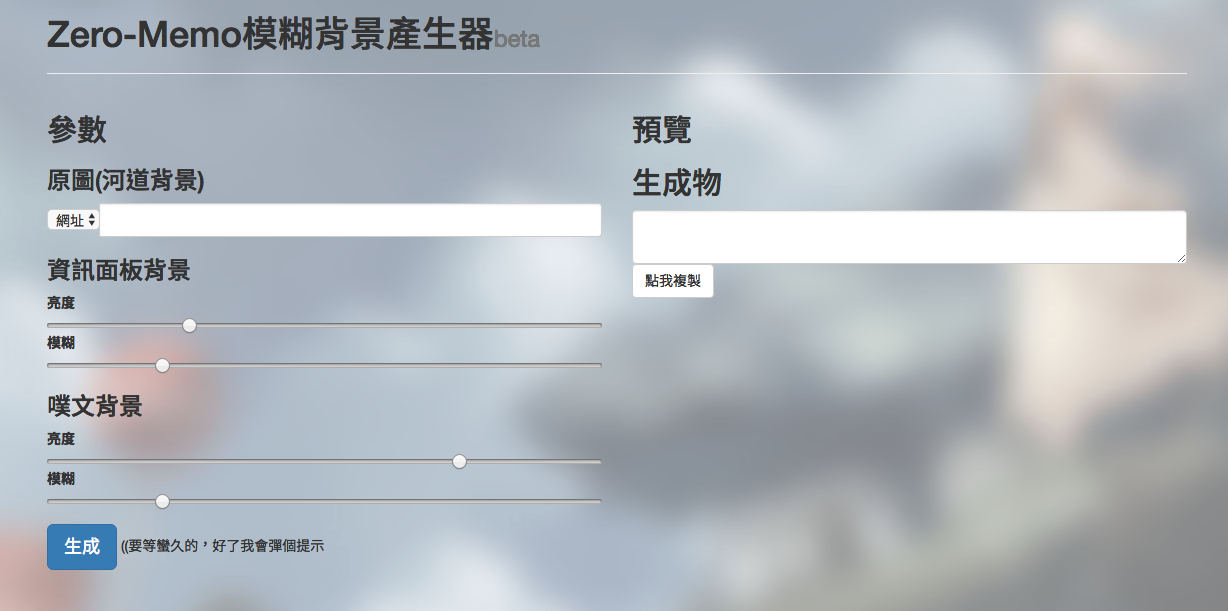 Zero-Memo模糊背景產生器beta
參數
原圖(河道背景)
網址
資訊面板背景
亮度
模糊
噗文背景
亮度
模糊
生成 ((要等蠻久的，好了我會彈個提示
預覽
生成物
點我複製